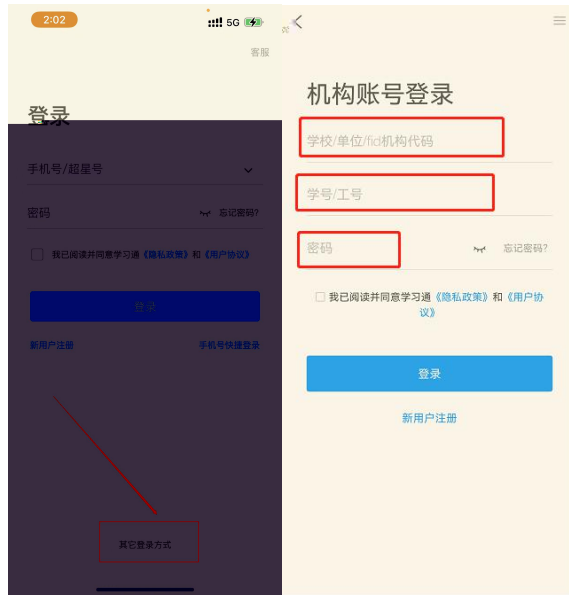 2:02
5G
客服
登录
手机号/超星号
密码
忘记密码?
我已阅读并同意学习通《隐私政策》和《用户协议》
登录
新用户注册
手机号快捷登录
其它登录方式
机构账号登录
学校/单位/fid机构代码
学号/工号
密码
忘记密码?
我已阅读并同意学习通《隐私政策》和《用户协
议》
登录
新用户注册